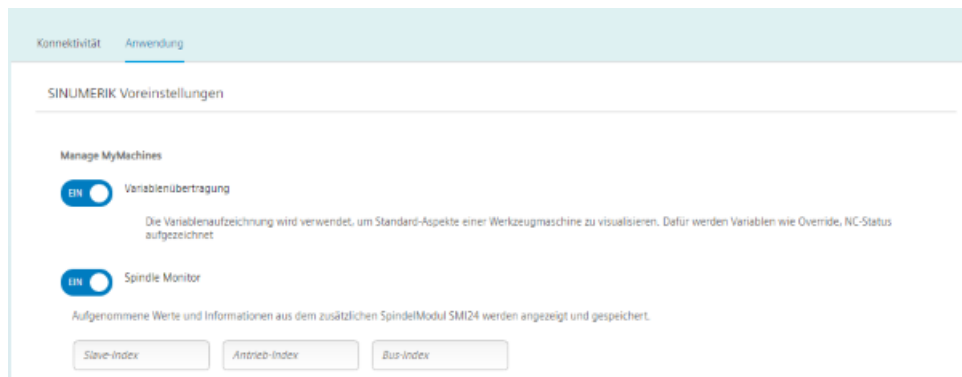 Konnektivität Anwendung
SINUMERIK Voreinstellungen
Manage MyMachines
EIN Variablenübertragung
Die Variablenaufzeichnung wird verwendet, um Standard-Aspekte einer Werkzeugmaschine zu visualisieren. Dafür werden Variablen wie Override, NC-Status
aufgezeichnet
EIN Spindle Monitor
Aufgenommene Werte und Informationen aus dem zusätzlichen SpindelModul SMI24 werden angezeigt und gespeichert.
Slave-Index Antrieb-Index Bus-Index